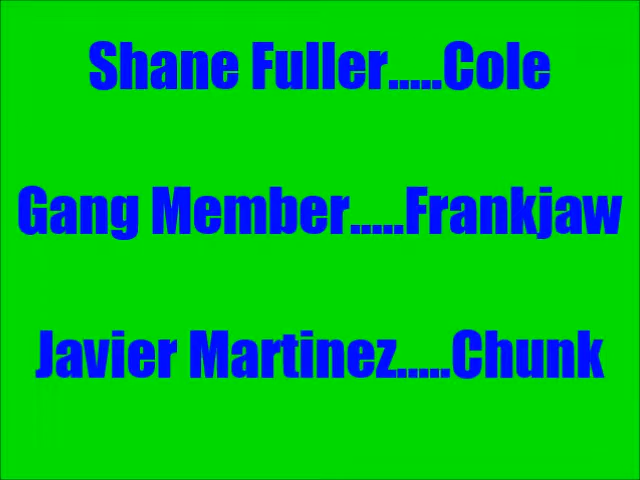 Shane Fuller.....Cole
Gang Member.....Frankjaw
Javier Martinez.....Chunk